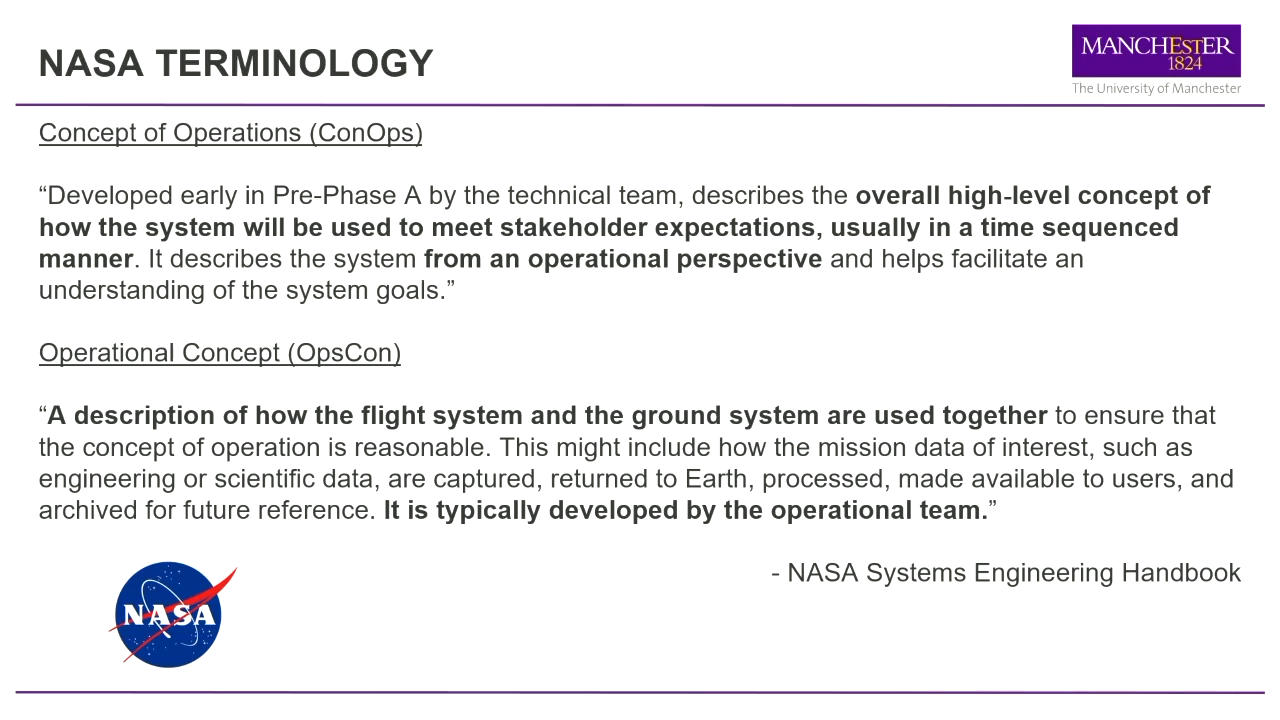 NASA TERMINOLOGY
MANCHESTER
1824
The University of Manchester
Concept of Operations (ConOps)
“Developed early in Pre-Phase A by the technical team, describes the overall high-level concept of
how the system will be used to meet stakeholder expectations, usually in a time sequenced
manner. It describes the system from an operational perspective and helps facilitate an
understanding of the system goals.”
Operational Concept (OpsCon)
“A description of how the flight system and the ground system are used together to ensure that
the concept of operation is reasonable. This might include how the mission data of interest, such as
engineering or scientific data, are captured, returned to Earth, processed, made available to users, and
archived for future reference. It is typically developed by the operational team.”
- NASA Systems Engineering Handbook
NASA